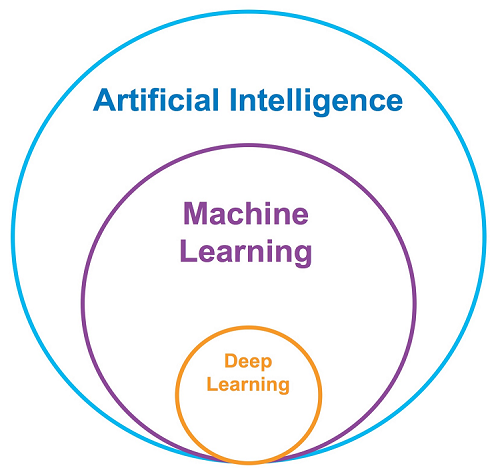 Artificial Intelligence
Machine
Learning
Deep
Learning